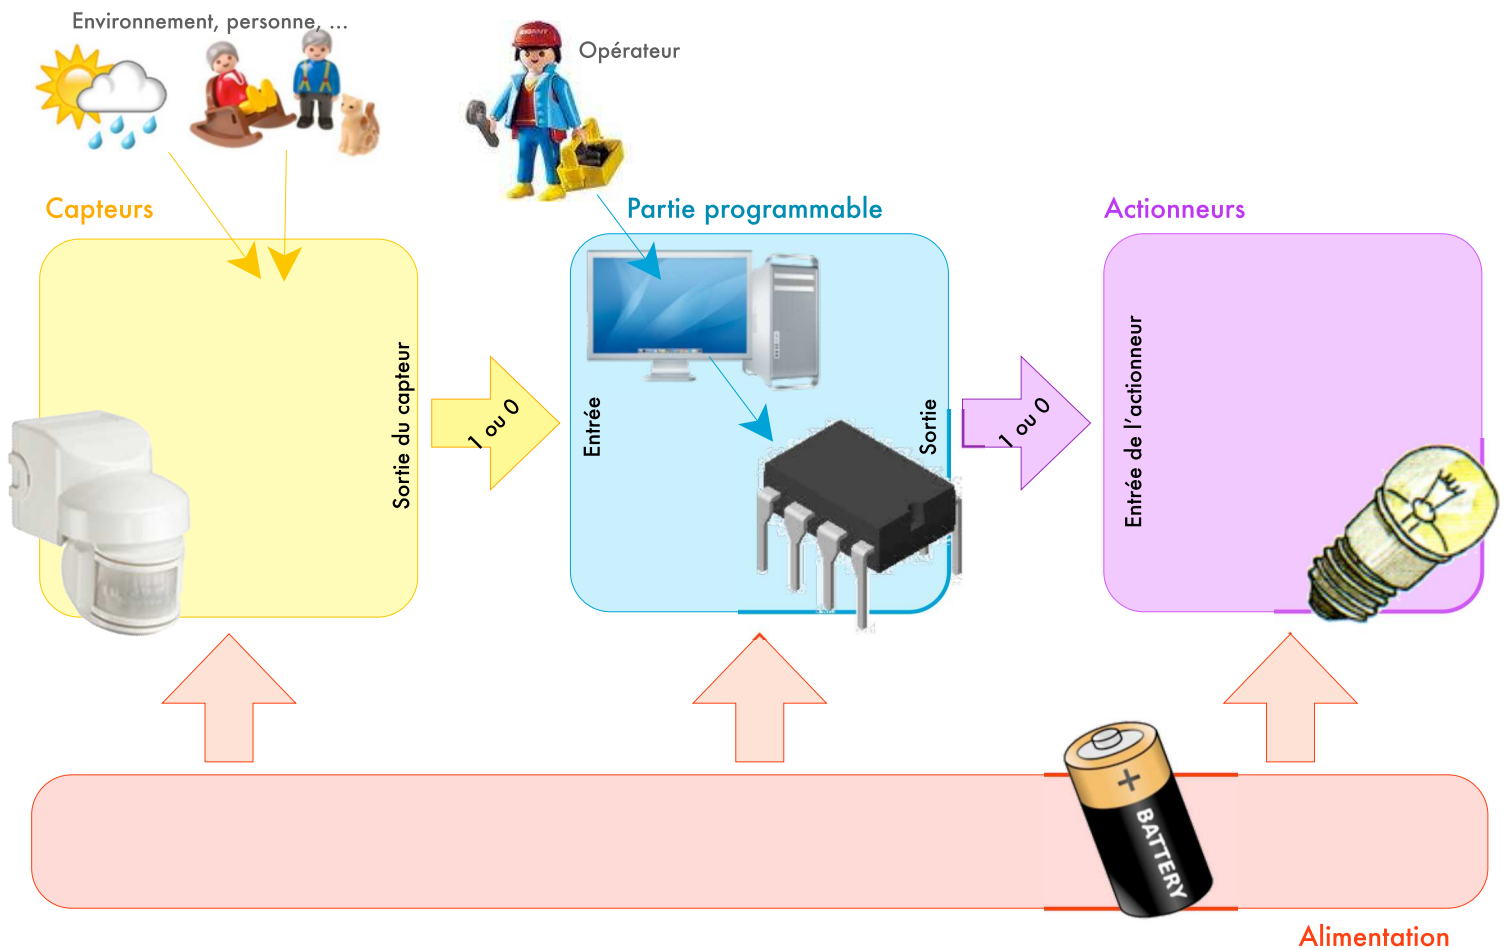 Environnement, personne, ...
Opérateur
Capteurs
Partie programmable
Actionneurs
Sortie du capteur
1 ou 0
Entrée
Sortie
1 ou 0
Entrée de l'actionneur
+
BATTERY
Alimentation